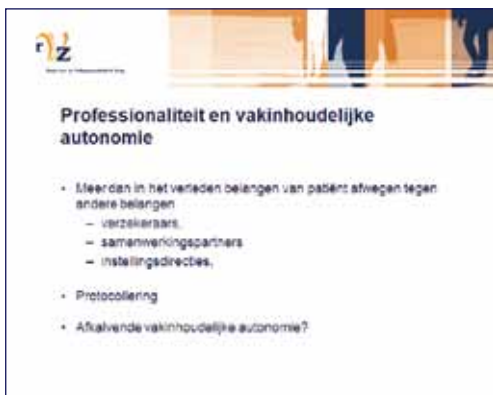 rvz
Professionaliteit en vakinhoudelijke
autonomie
• Meer dan in het verleden belangen van patiënt afwegen tegen
andere belangen
– verzekeraars,
– samenwerkingspartners
– instellingsdirecties,
• Protocollering
• Afkalvende vakinhoudelijke autonomie?